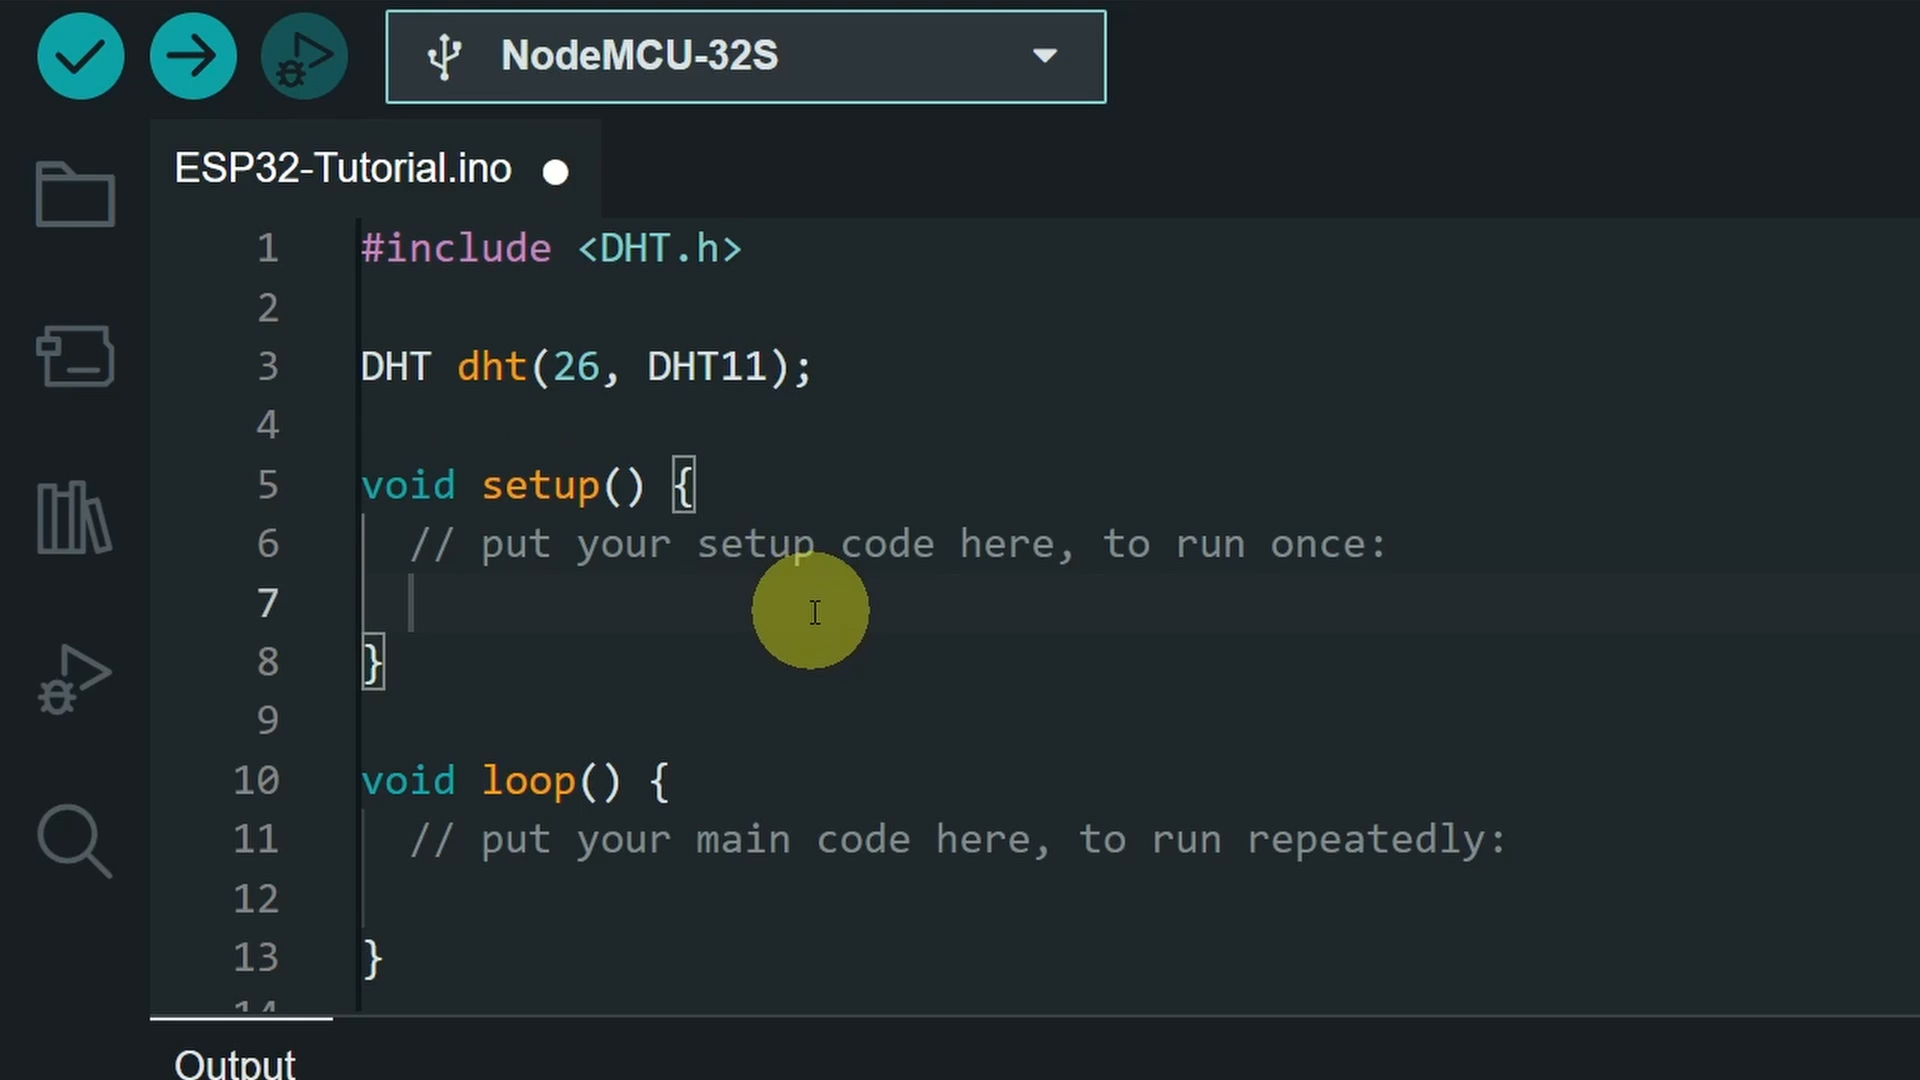 NodeMCU-32S
ESP32-Tutorial.ino
1 #include <DHT.h>
2
3 DHT dht(26, DHT11);
4
5 void setup() {
6 // put your setup code here, to run once:
7
8 }
9
10 void loop() {
11 // put your main code here, to run repeatedly:
12
13 }
14
Output